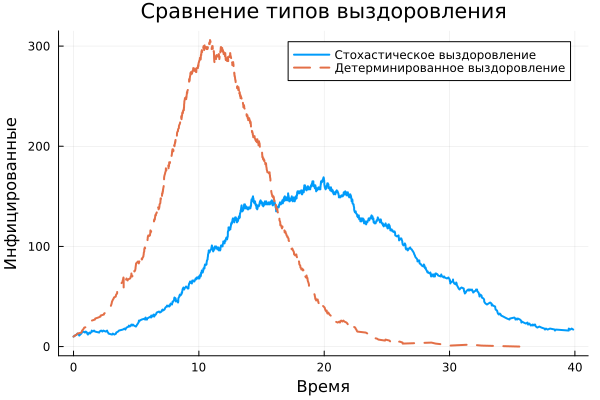 Сравнение типов выздоровления
Стохастическое выздоровление
Детерминированное выздоровление
Инфицированные
300
200
100
0
0
10
20
30
40
Время